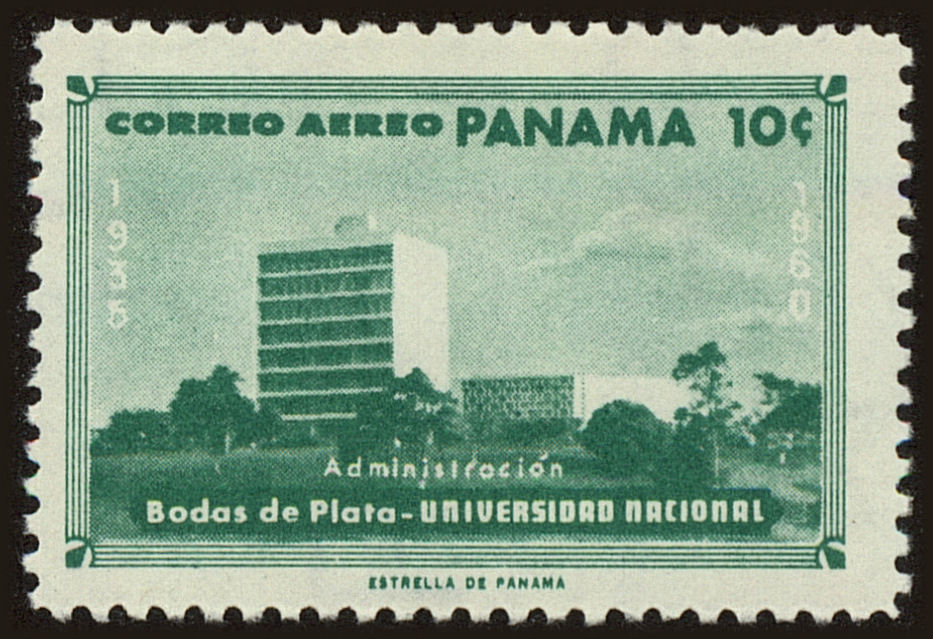 CORREO AEREO PANAMA 10¢
1935
1960
Administración
Bodas de Plata-UNIVERSIDAD NACIONAL
ESTRELLA DE PANAMA